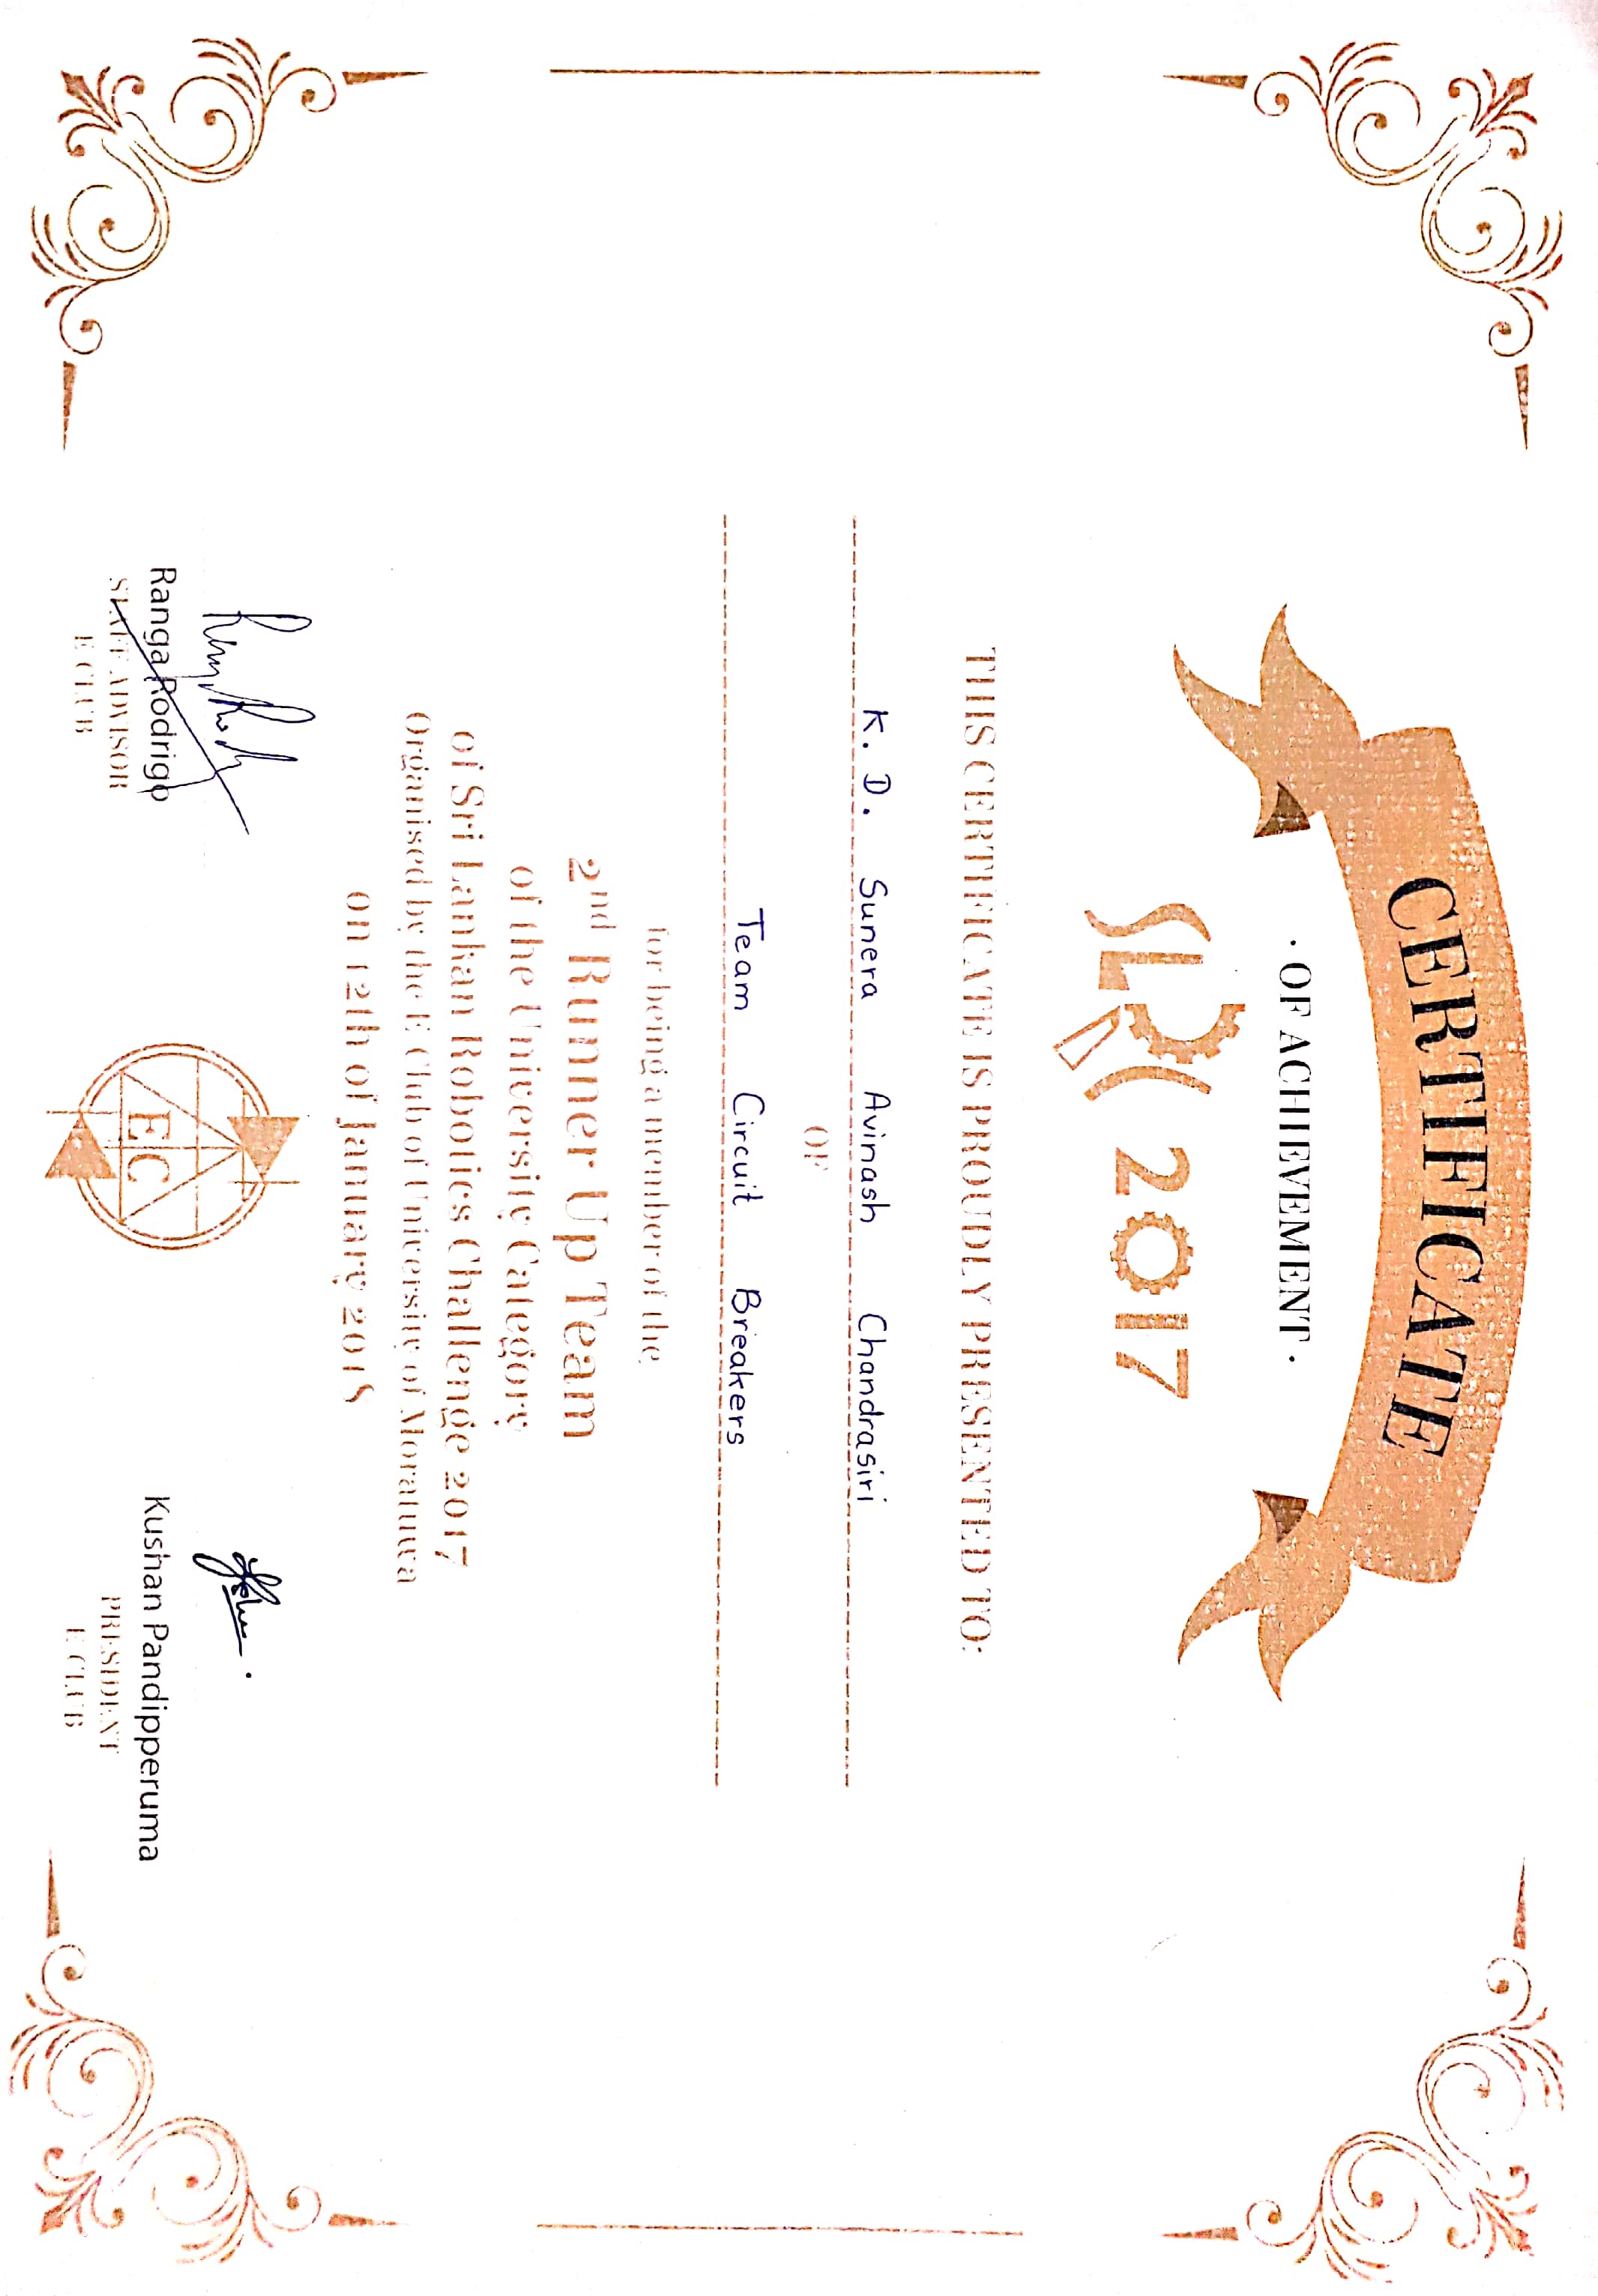 CERTIFICATE
· OF ACHIEVEMENT ·
SLRC 2017
THIS CERTIFICATE IS PROUDLY PRESENTED TO:
K. D. Sunera Avinash Chandrasiri
OF
Team Circuit Breakers
for being a member of the
2nd Runner Up Team
of the University Category
of Sri Lankan Robotics Challenge 2017
Organised by the E Club of University of Moratuwa
on 12th of January 2018
Ranga Rodrigo
STAFF ADVISOR
E CLUB
EC
Kushan Pandipperuma
PRESIDENT
E CLUB